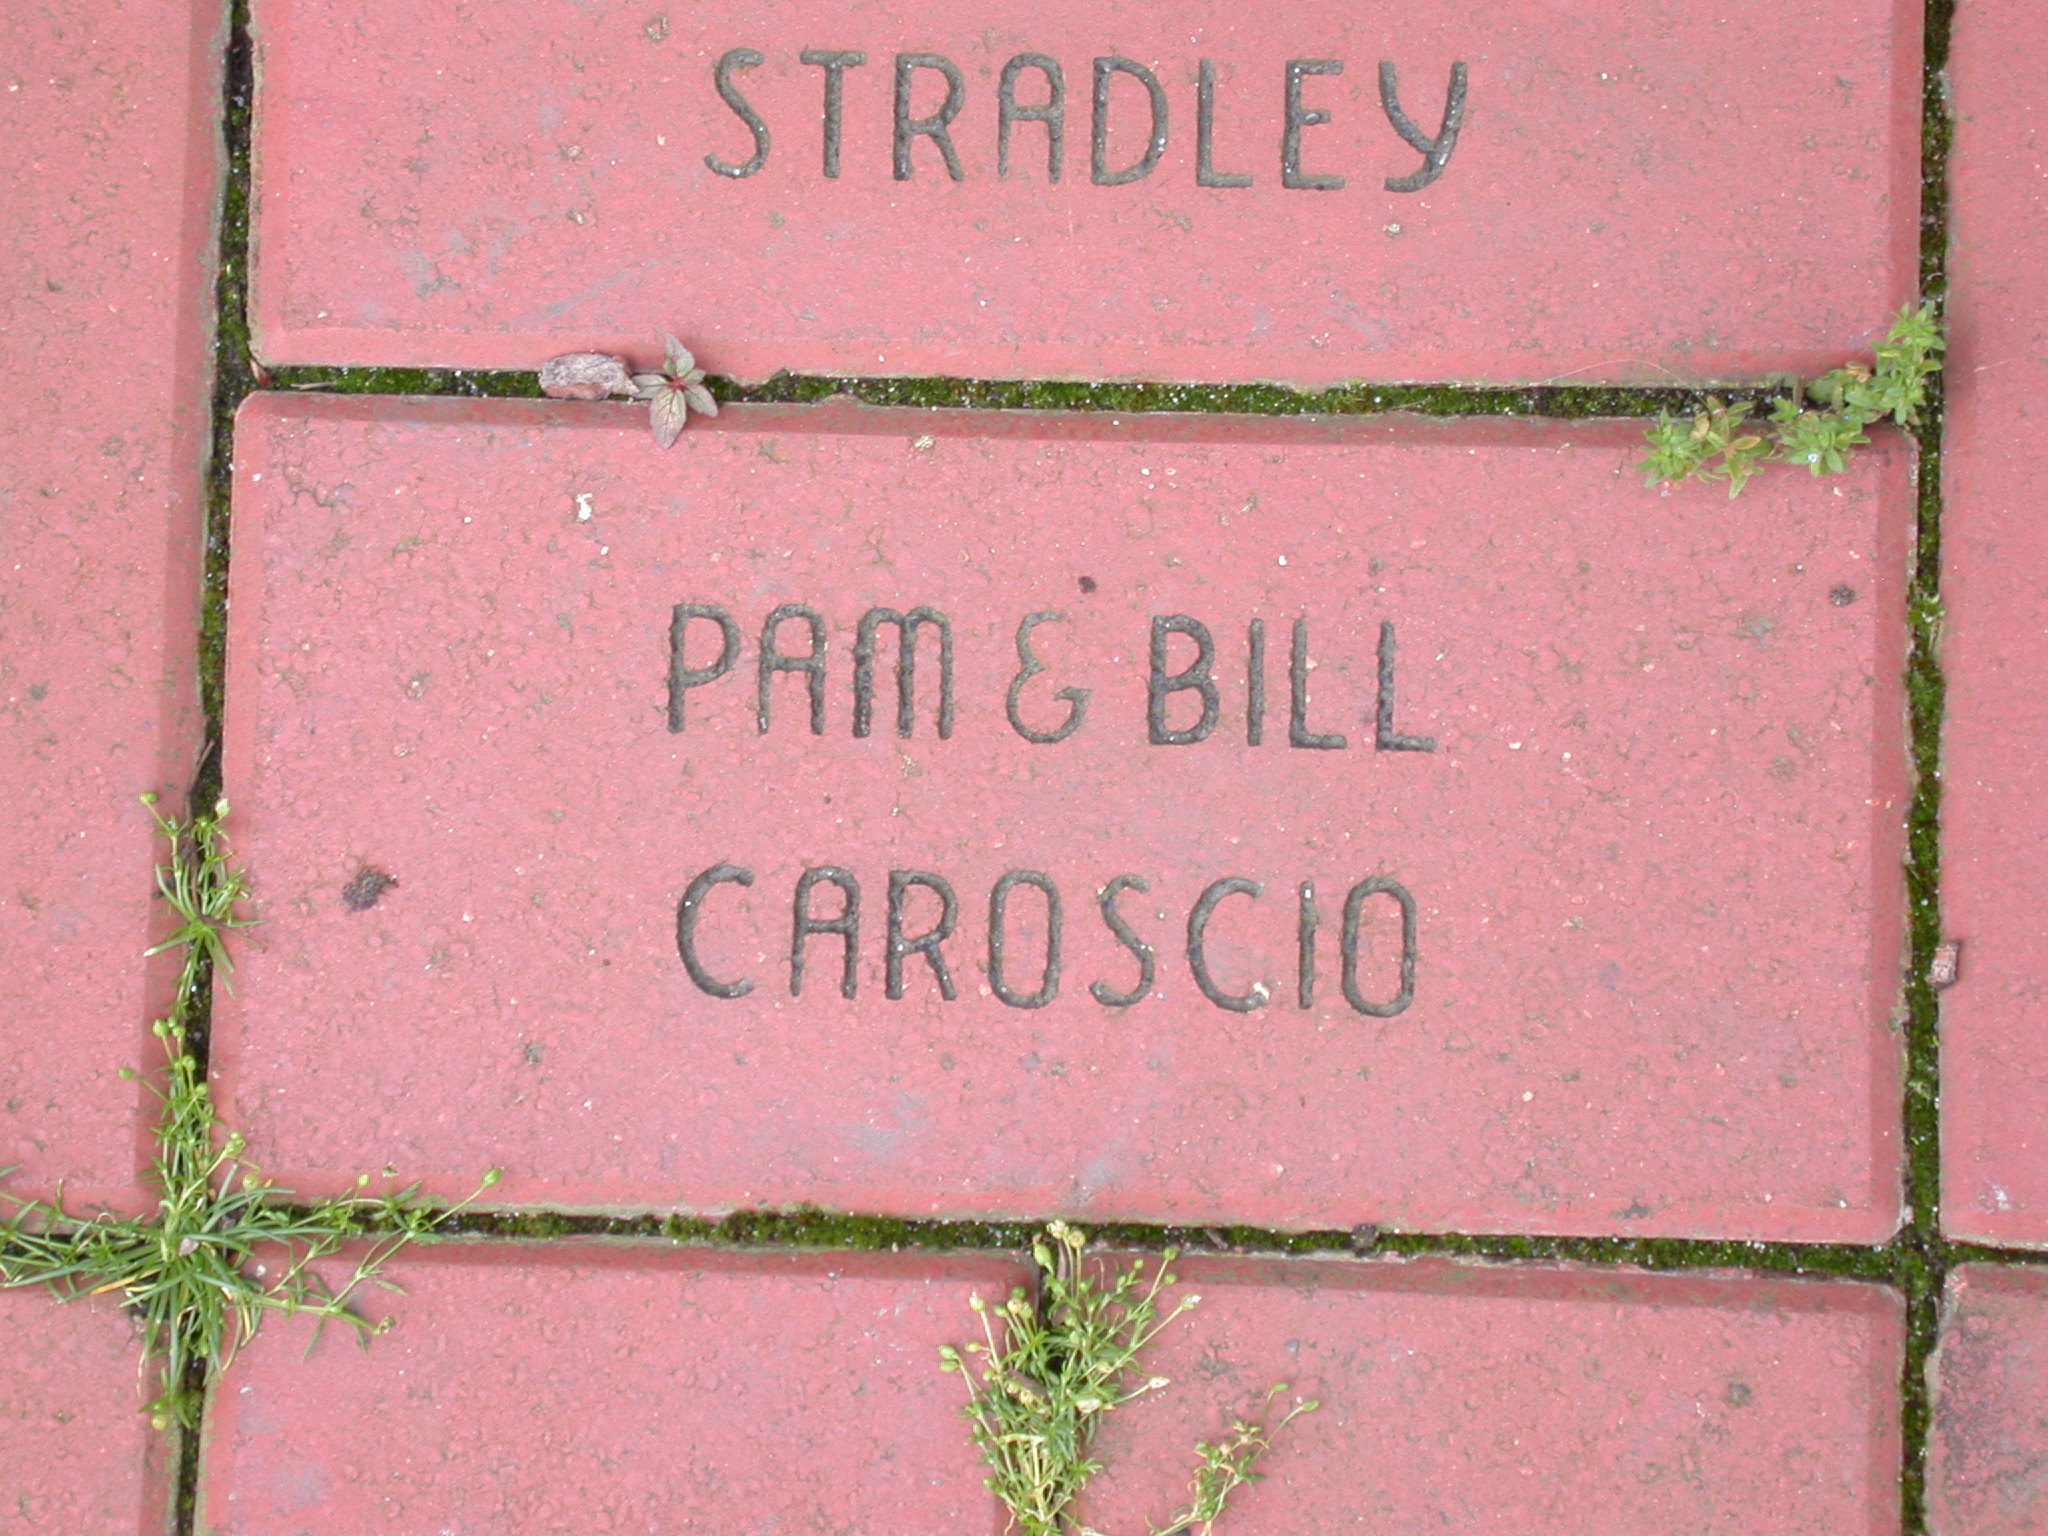 STRADLEY
PAM & BILL
CAROSCIO